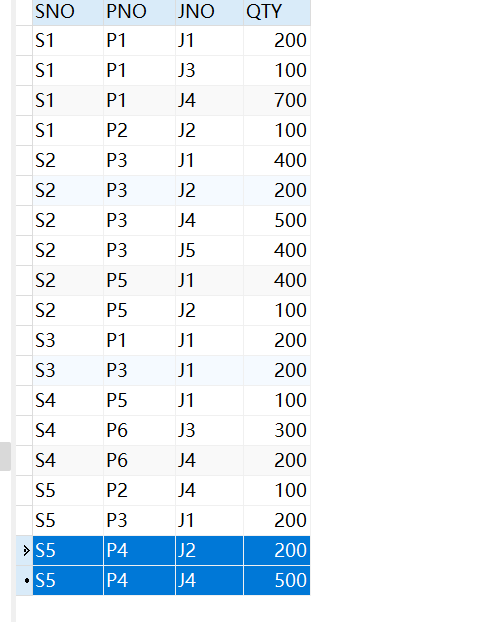 SNO PNO JNO QTY
S1 P1 J1 200
S1 P1 J3 100
S1 P1 J4 700
S1 P2 J2 100
S2 P3 J1 400
S2 P3 J2 200
S2 P3 J4 500
S2 P3 J5 400
S2 P5 J1 400
S2 P5 J2 100
S3 P1 J1 200
S3 P3 J1 200
S4 P5 J1 100
S4 P6 J3 300
S4 P6 J4 200
S5 P2 J4 100
S5 P3 J1 200
S5 P4 J2 200
S5 P4 J4 500